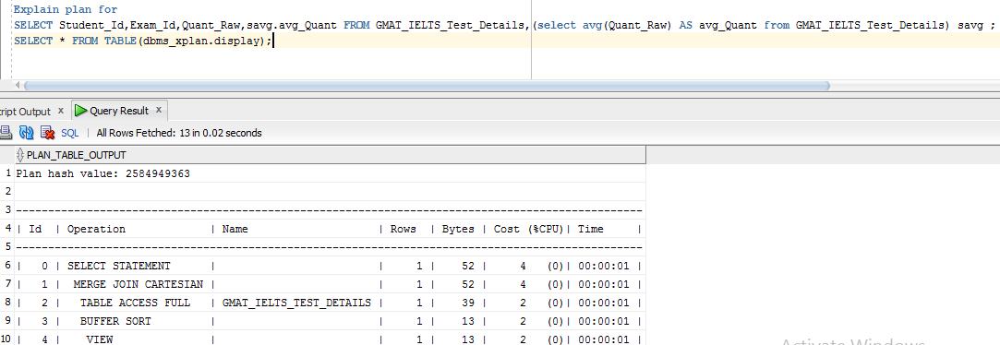 Explain plan for
SELECT Student_Id,Exam_Id,Quant_Raw,savg.avg_Quant FROM GMAT_IELTS_Test_Details,(select avg(Quant_Raw) AS avg_Quant from GMAT_IELTS_Test_Details) savg ;
SELECT * FROM TABLE(dbms_xplan.display);
ript Output x Query Result x
SQL | All Rows Fetched: 13 in 0.02 seconds
PLAN_TABLE_OUTPUT
1 Plan hash value: 2584949363
2
3 --------------------------------------------------------------------------------------------
4 | Id | Operation | Name | Rows | Bytes | Cost (%CPU)| Time |
5 --------------------------------------------------------------------------------------------
6 | 0 | SELECT STATEMENT | | 1 | 52 | 4 (0)| 00:00:01 |
7 | 1 | MERGE JOIN CARTESIAN | | 1 | 52 | 4 (0)| 00:00:01 |
8 | 2 | TABLE ACCESS FULL | GMAT_IELTS_TEST_DETAILS | 1 | 39 | 2 (0)| 00:00:01 |
9 | 3 | BUFFER SORT | | 1 | 13 | 2 (0)| 00:00:01 |
10 | 4 | VIEW | | 1 | 13 | 2 (0)| 00:00:01 |
Activate Windows